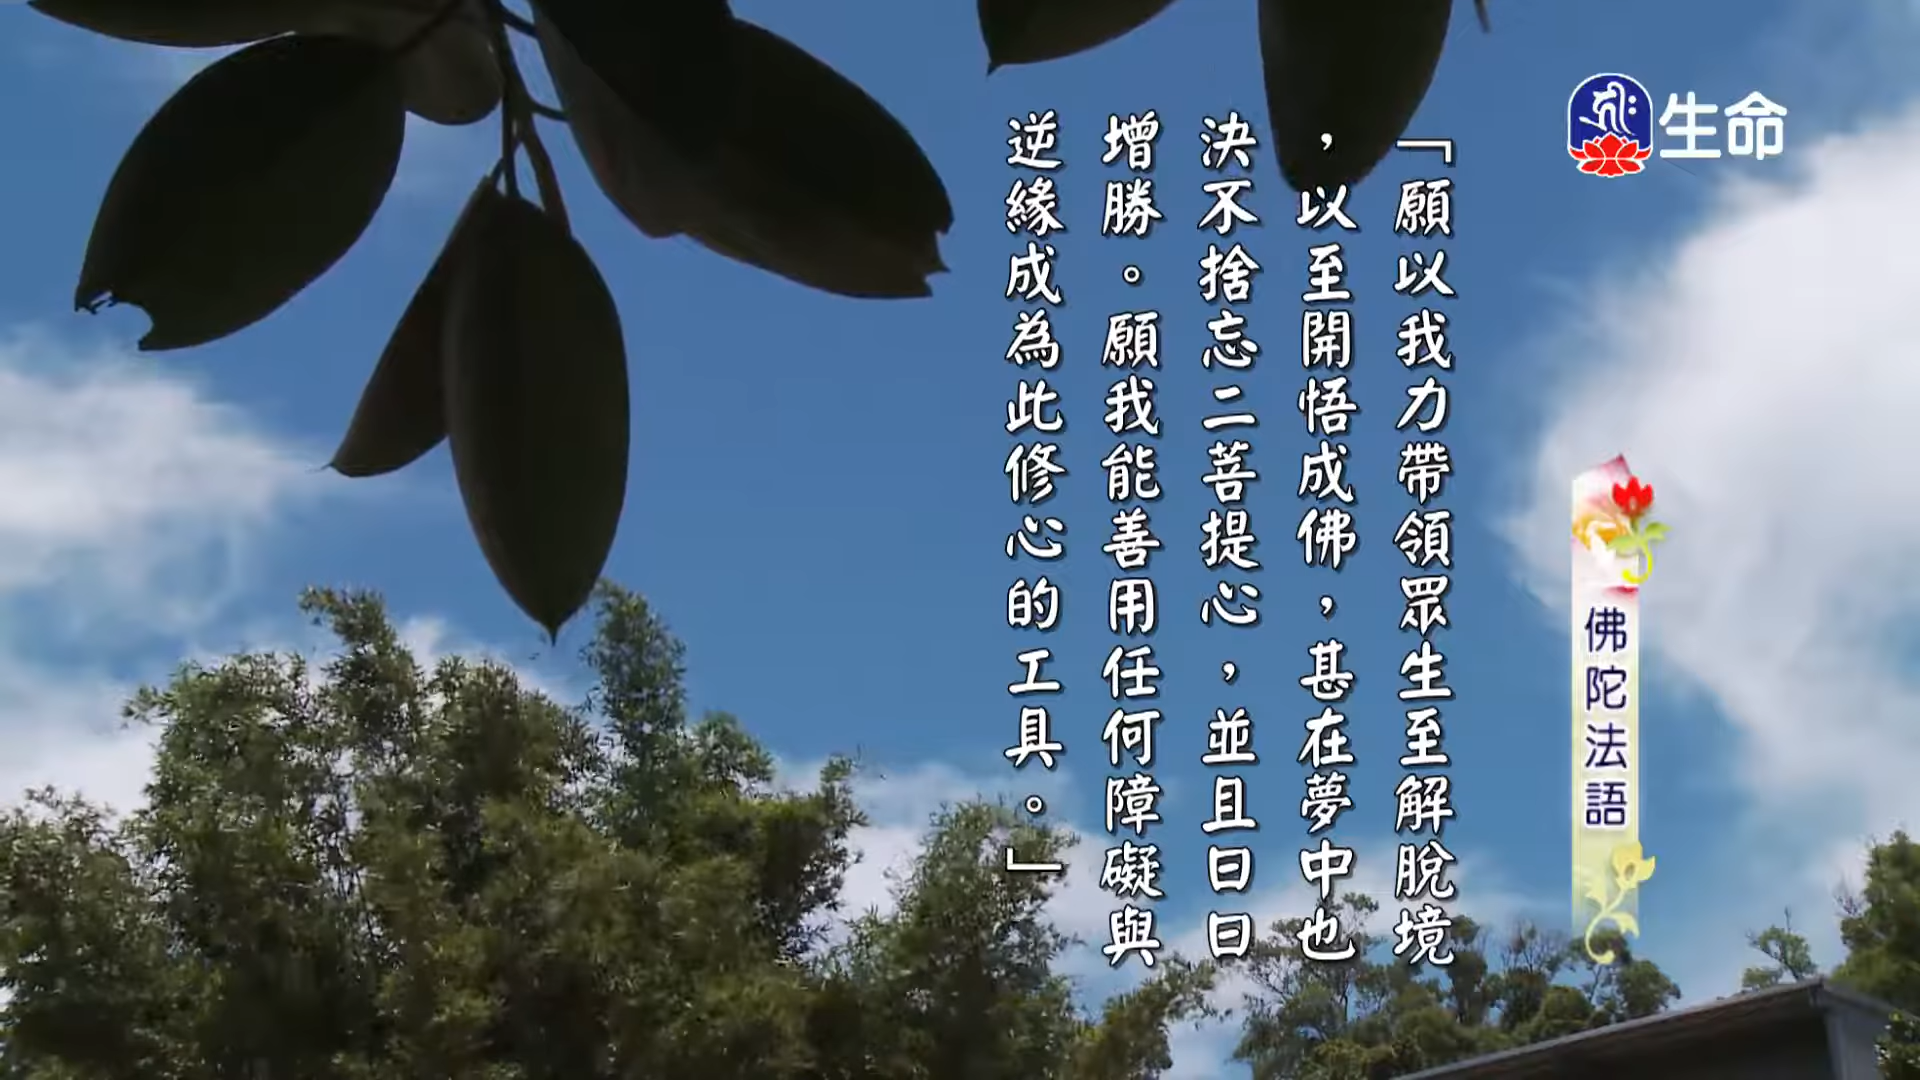 「願以我力帶領眾生至解脫境
，以至開悟成佛，甚在夢中也
決不捨忘二菩提心，並且日日
增勝。願我能善用任何障礙與
逆緣成為此修心的工具。」
生命
佛陀法語